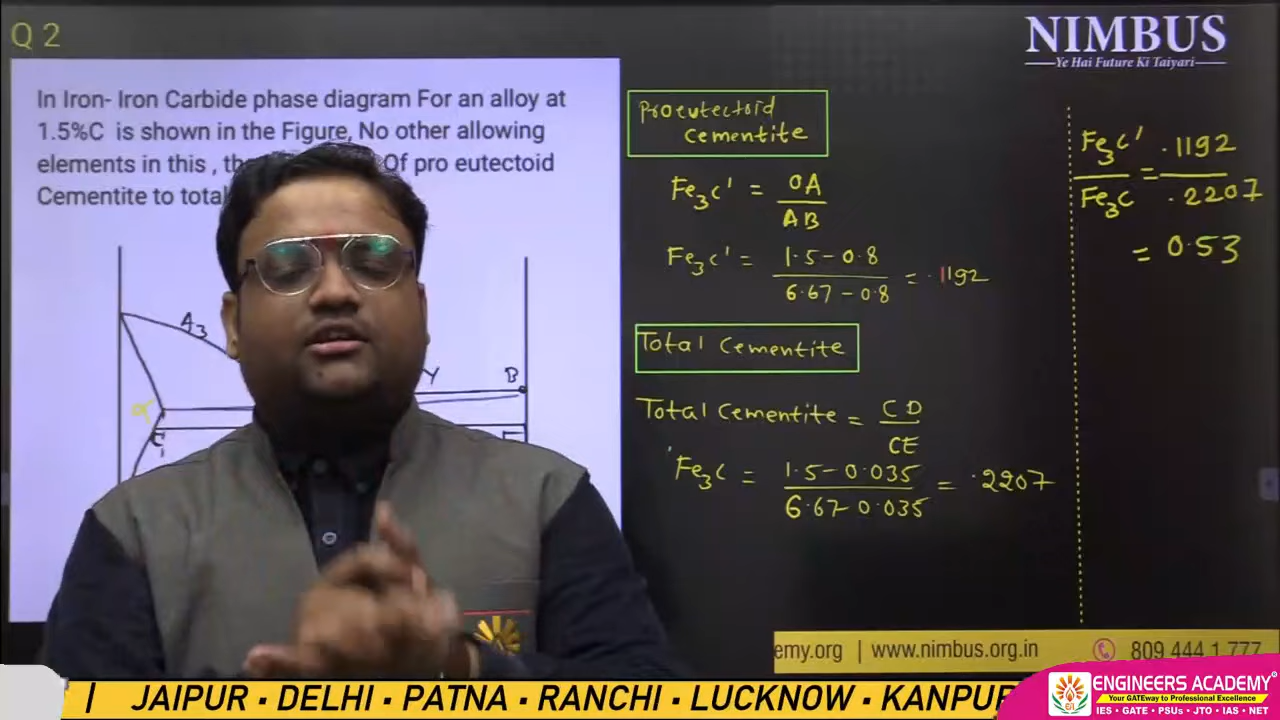 Q 2
NIMBUS
Ye Hai Future Ki Taiyari
In Iron- Iron Carbide phase diagram For an alloy at
1.5%C is shown in the Figure, No other allowing
elements in this , Of pro eutectoid
Cementite to total
A3
α
Y
B
C
Proeutectoid
cementite
Fe3C' = OA / AB
Fe3C' = 1.5-0.8 / 6.67-0.8 = .1192
Total Cementite
Total Cementite = CD / CE
Fe3C = 1.5-0.035 / 6.67-0.035 = .2207
Fe3C' / Fe3C = .1192 / .2207
= 0.53
emy.org | www.nimbus.org.in 809 444 1 777
| JAIPUR • DELHI • PATNA • RANCHI • LUCKNOW • KANPUR
ENGINEERS ACADEMY
Your GATEway to Professional Excellence
IES • GATE • PSUs • JTO • IAS • NET